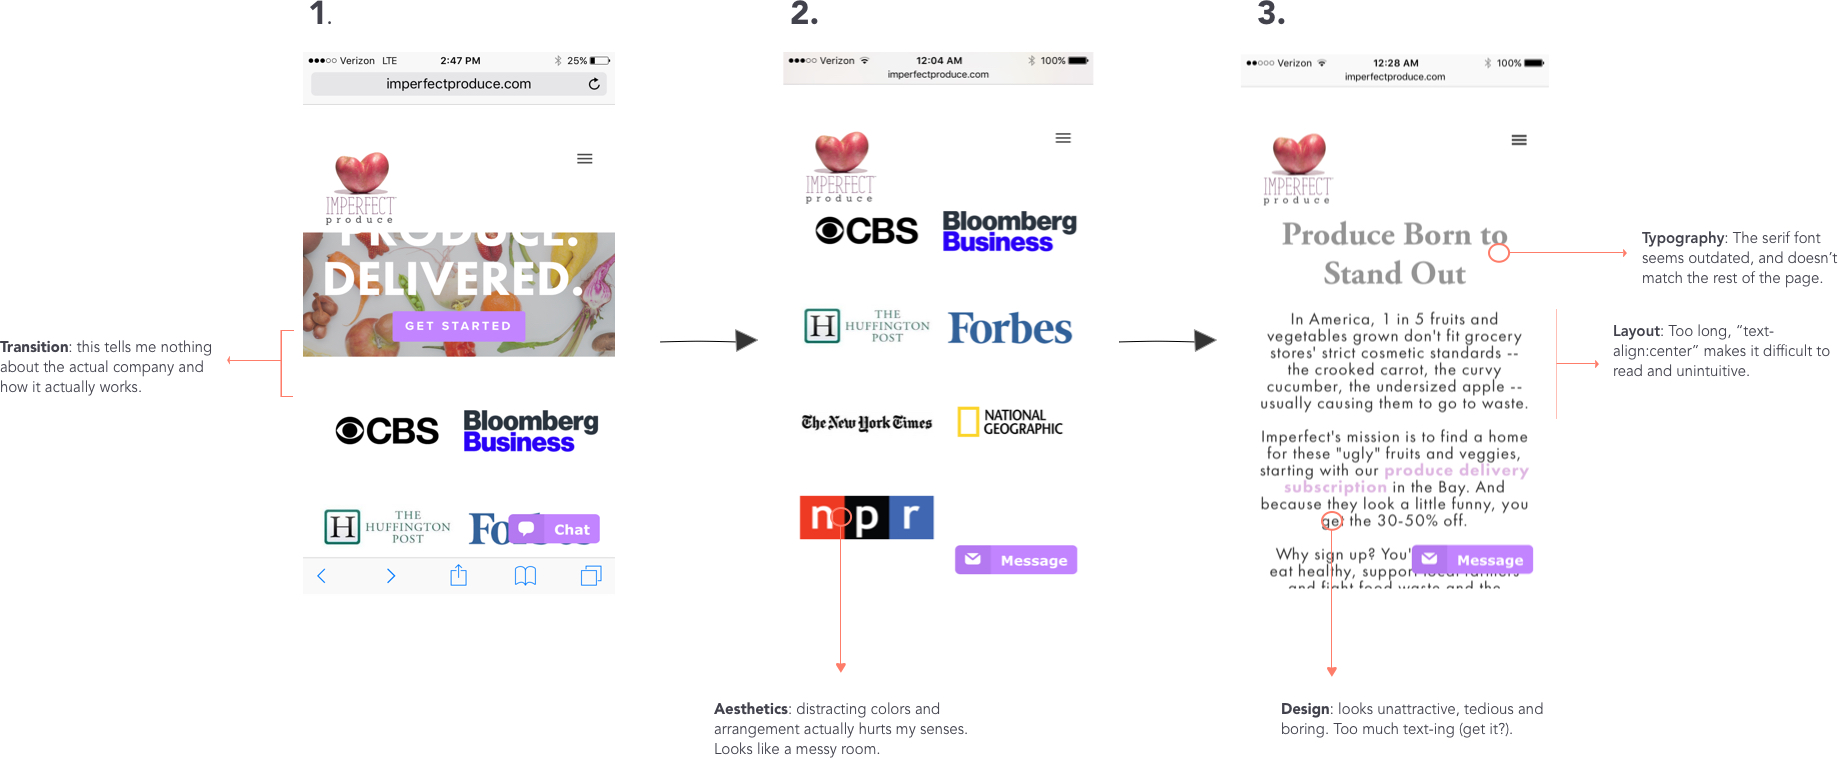 1.
2.
3.
Verizon LTE 2:47 PM 25%
imperfectproduce.com
IMPERFECT
produce
PRODUCE.
DELIVERED.
GET STARTED
CBS
Bloomberg
Business
H THE
HUFFINGTON
POST
Chat
Transition: this tells me nothing
about the actual company and
how it actually works.
Verizon 12:04 AM 100%
imperfectproduce.com
IMPERFECT
produce
CBS
Bloomberg
Business
H THE
HUFFINGTON
POST
Forbes
The New York Times
NATIONAL
GEOGRAPHIC
npr
Message
Aesthetics: distracting colors and
arrangement actually hurts my senses.
Looks like a messy room.
Verizon 12:28 AM 100%
imperfectproduce.com
IMPERFECT
produce
Produce Born to
Stand Out
In America, 1 in 5 fruits and
vegetables grown don't fit grocery
stores' strict cosmetic standards --
the crooked carrot, the curvy
cucumber, the undersized apple --
usually causing them to go to waste.
Imperfect's mission is to find a home
for these "ugly" fruits and veggies,
starting with our produce delivery
subscription in the Bay. And
because they look a little funny, you
get the 30-50% off.
Why sign up? You'
eat healthy, support local farmers
and fight food waste and the
Message
Typography: The serif font
seems outdated, and doesn't
match the rest of the page.
Layout: Too long, "text-
align:center" makes it difficult to
read and unintuitive.
Design: looks unattractive, tedious and
boring. Too much text-ing (get it?).